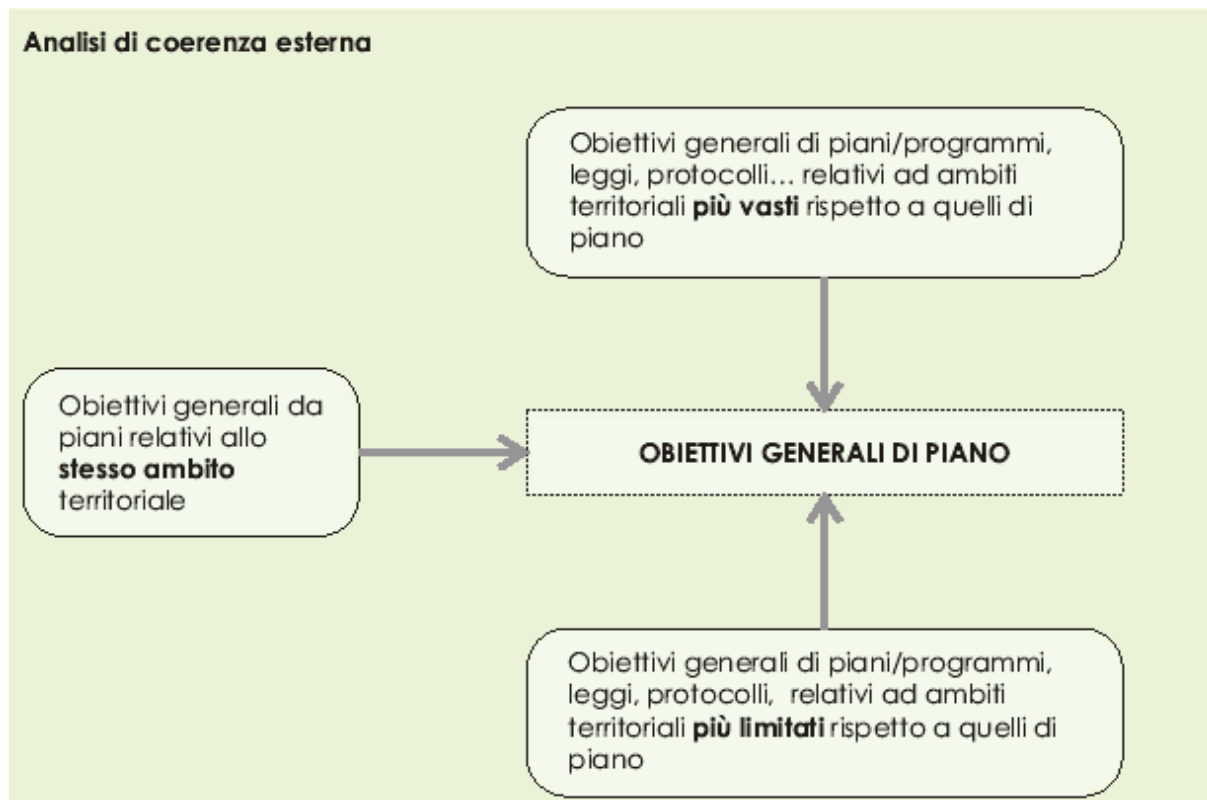 Analisi di coerenza esterna
Obiettivi generali di piani/programmi,
leggi, protocolli... relativi ad ambiti
territoriali più vasti rispetto a quelli di
piano
Obiettivi generali da
piani relativi allo
stesso ambito
territoriale
OBIETTIVI GENERALI DI PIANO
Obiettivi generali di piani/programmi,
leggi, protocolli, relativi ad ambiti
territoriali più limitati rispetto a quelli di
piano